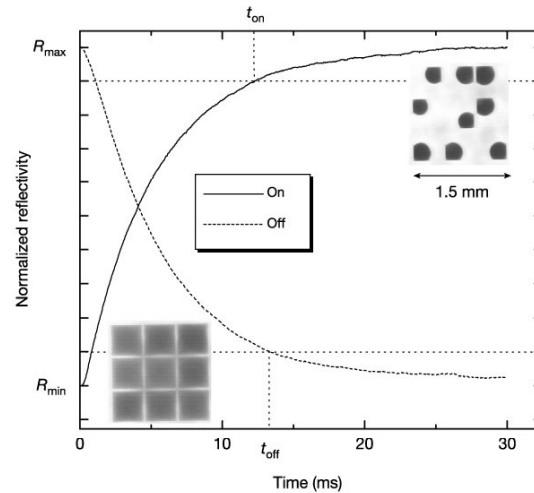 t_on
R_max
Normalized reflectivity
On
Off
1.5 mm
R_min
0
10
20
30
t_off
Time (ms)